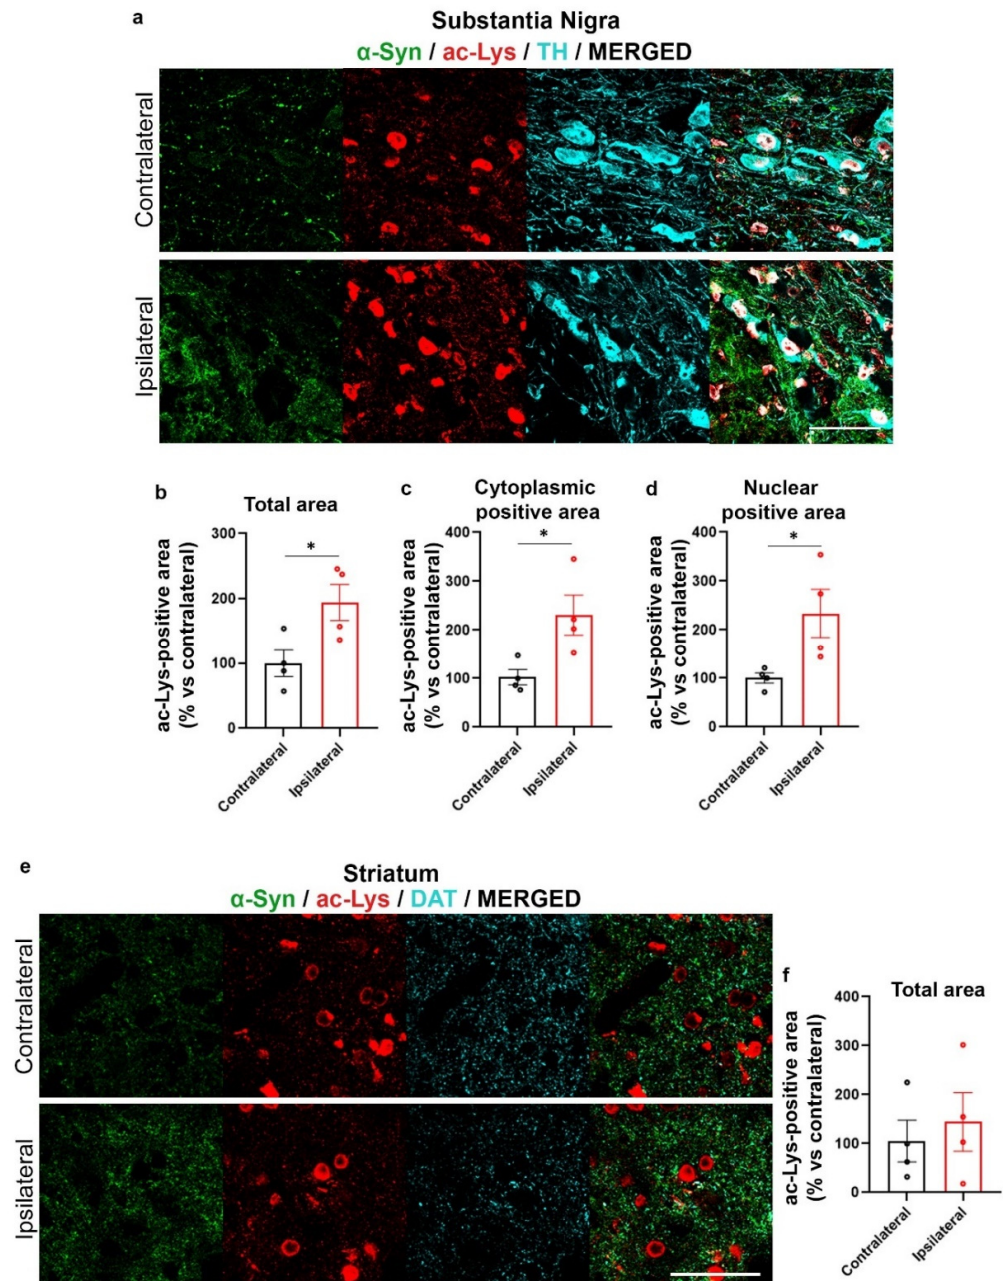 a
Substantia Nigra
α-Syn / ac-Lys / TH / MERGED
Contralateral
Ipsilateral
b
Total area
ac-Lys-positive area
(% vs contralateral)
300
200
100
0
*
Contralateral
Ipsilateral
c
Cytoplasmic
positive area
ac-Lys-positive area
(% vs contralateral)
400
300
200
100
0
*
Contralateral
Ipsilateral
d
Nuclear
positive area
ac-Lys-positive area
(% vs contralateral)
400
300
200
100
0
*
Contralateral
Ipsilateral
e
Striatum
α-Syn / ac-Lys / DAT / MERGED
Contralateral
Ipsilateral
f
Total area
ac-Lys-positive area
(% vs contralateral)
400
300
200
100
0
Contralateral
Ipsilateral